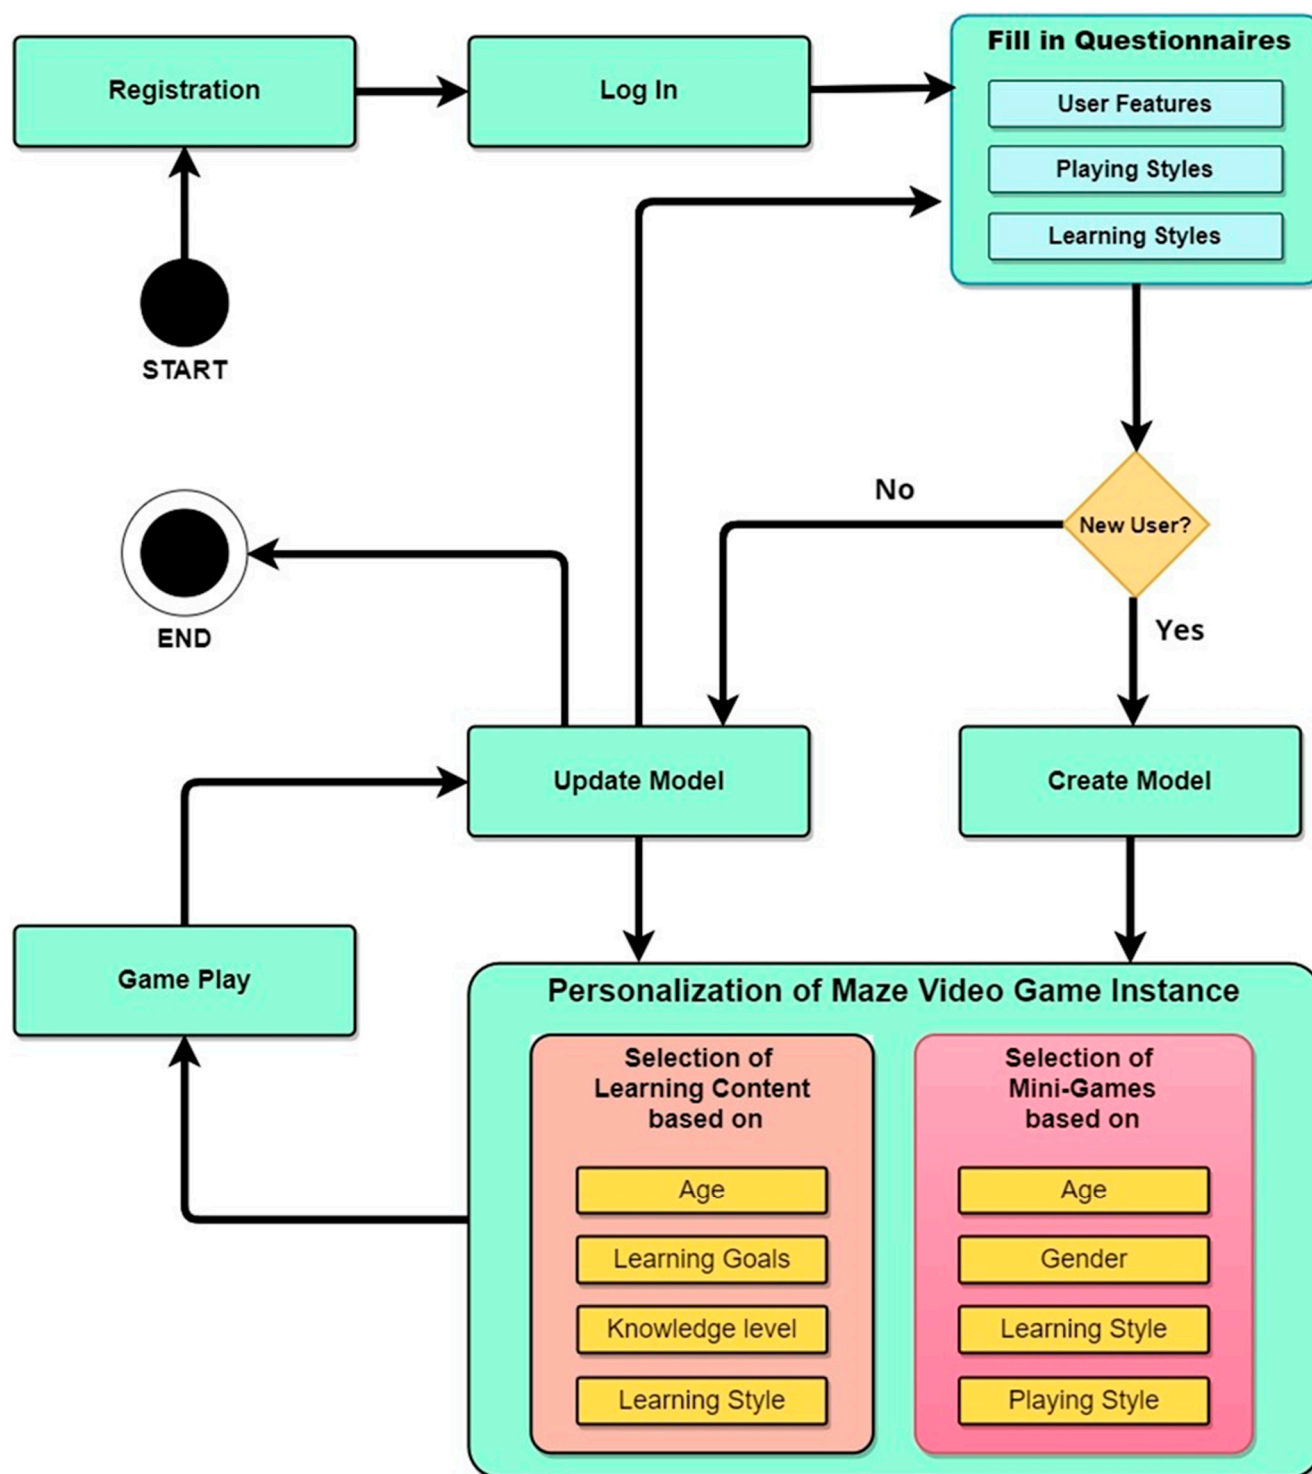 Registration
Log In
Fill in Questionnaires
User Features
Playing Styles
Learning Styles
START
New User?
No
Yes
END
Update Model
Create Model
Game Play
Personalization of Maze Video Game Instance
Selection of
Learning Content
based on
Age
Learning Goals
Knowledge level
Learning Style
Selection of
Mini-Games
based on
Age
Gender
Learning Style
Playing Style